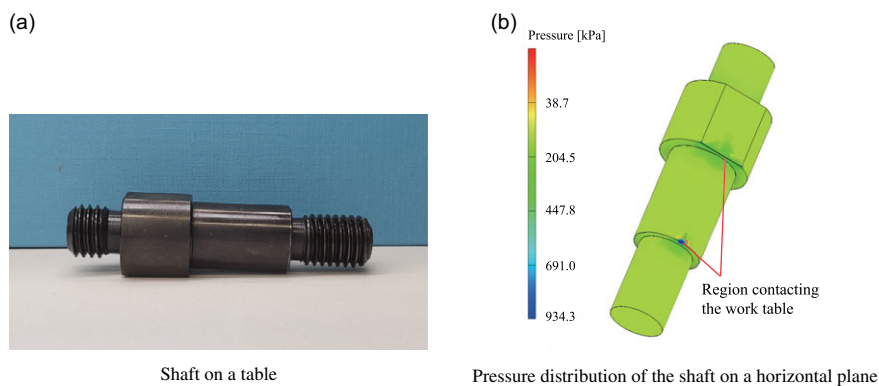 (a)
(b)
Pressure [kPa]
38.7
204.5
447.8
691.0
934.3
Region contacting
the work table
Shaft on a table
Pressure distribution of the shaft on a horizontal plane